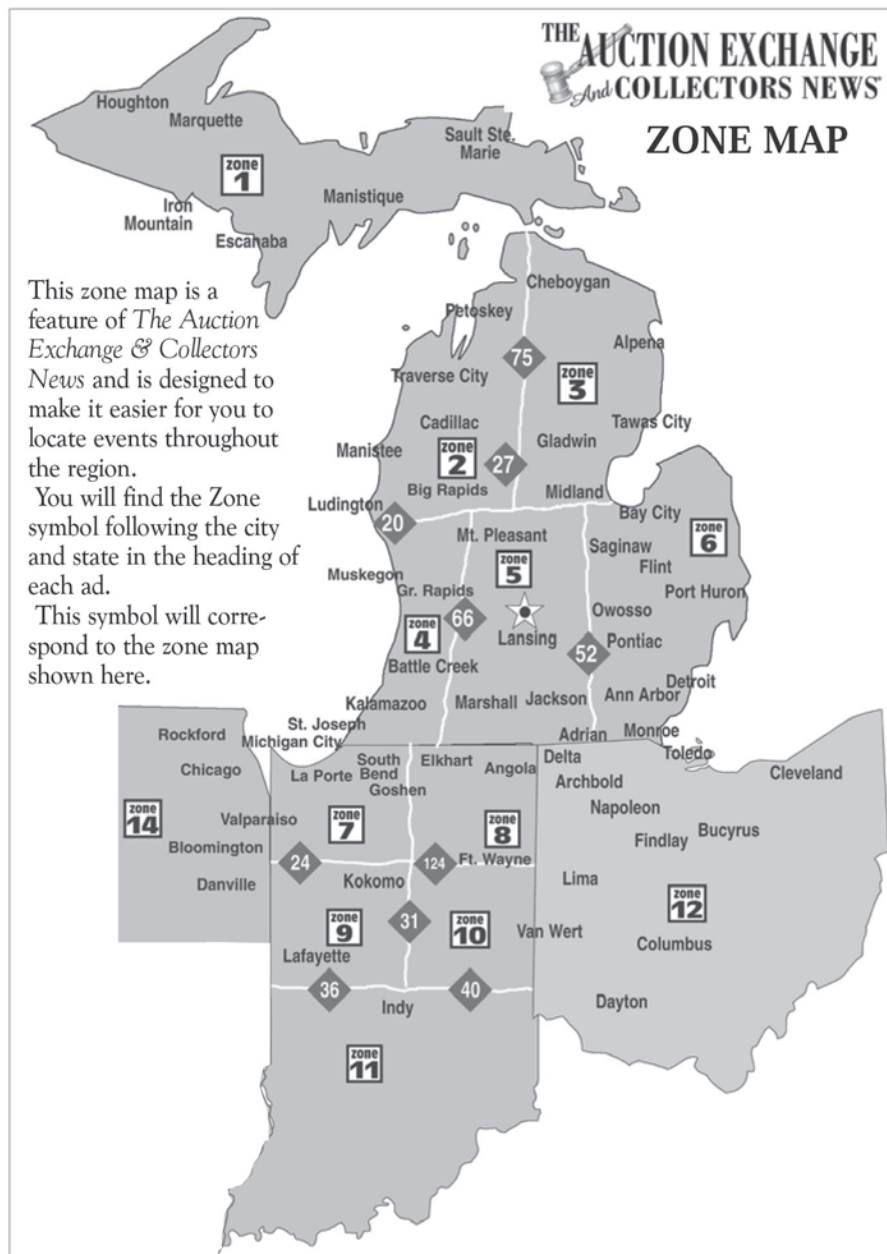 THE
AUCTION EXCHANGE
And COLLECTORS NEWS
ZONE MAP
Houghton
Marquette
Sault Ste.
Marie
zone
1
Manistique
Iron
Mountain
Escanaba
This zone map is a
feature of The Auction
Exchange & Collectors
News and is designed to
make it easier for you to
locate events throughout
the region.
You will find the Zone
symbol following the city
and state in the heading of
each ad.
This symbol will corre-
spond to the zone map
shown here.
Cheboygan
Petoskey
Alpena
75
Traverse City
zone
3
Cadillac
Tawas City
Gladwin
Manistee
zone
2
27
Big Rapids
Midland
Ludington
20
Bay City
Mt. Pleasant
zone
6
Saginaw
zone
5
Flint
Muskegon
Gr. Rapids
Port Huron
Owosso
66
zone
4
Lansing
Pontiac
52
Battle Creek
Detroit
Ann Arbor
Kalamazoo
Marshall
Jackson
St. Joseph
Adrian
Monroe
Rockford
Michigan City
Toledo
Chicago
La Porte
South
Bend
Goshen
Elkhart
Angola
Delta
Archbold
Cleveland
Napoleon
zone
14
Valparaiso
zone
7
zone
8
Findlay
Bucyrus
Bloomington
24
124
Ft. Wayne
Danville
Kokomo
Lima
zone
12
zone
9
31
zone
10
Van Wert
Columbus
Lafayette
36
40
Indy
Dayton
zone
11